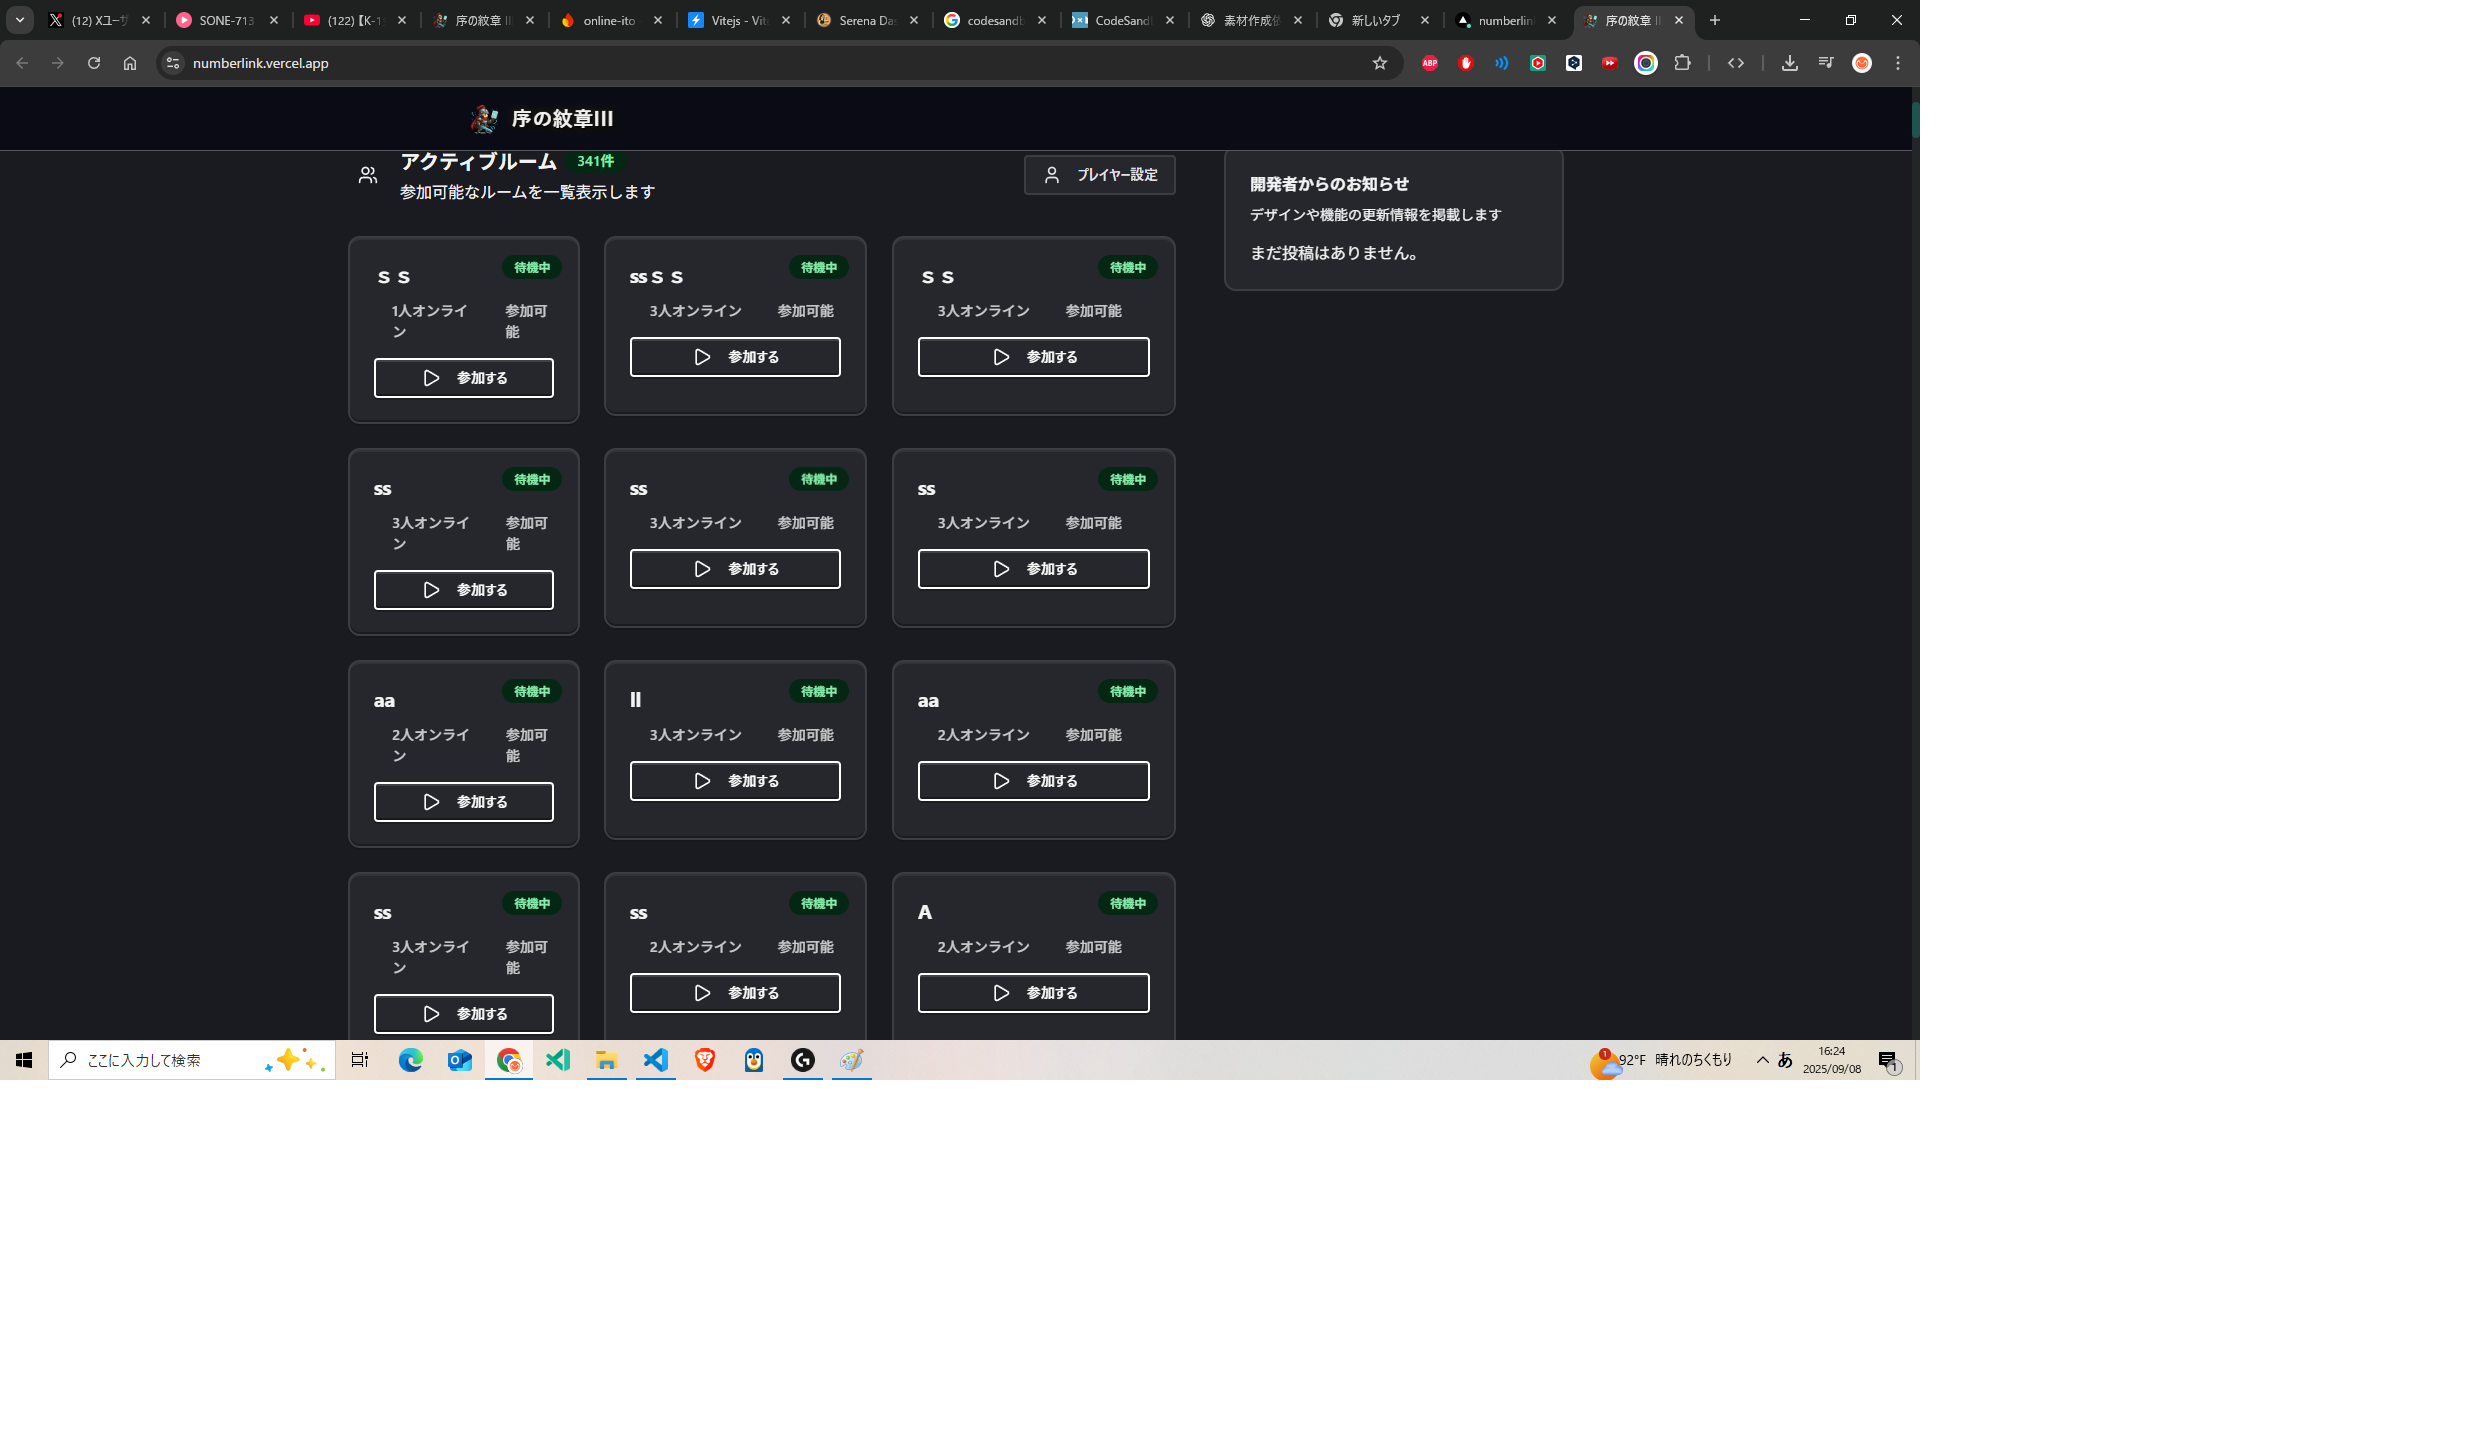 (12) Xユーザ
SONE-713
(122) 【K-1
序の紋章 II
online-ito
Vitejs - Vit
Serena Da
codesandb
CodeSand
素材作成依
新しいタブ
numberlin
序の紋章 II
numberlink.vercel.app
序の紋章III
アクティブルーム 341件
参加可能なルームを一覧表示します
プレイヤー設定
開発者からのお知らせ
デザインや機能の更新情報を掲載します
まだ投稿はありません。
ＳＳ 待機中
1人オンライン 参加可能
参加する
ssＳＳ 待機中
3人オンライン 参加可能
参加する
ＳＳ 待機中
3人オンライン 参加可能
参加する
ss 待機中
3人オンライン 参加可能
参加する
ss 待機中
3人オンライン 参加可能
参加する
ss 待機中
3人オンライン 参加可能
参加する
aa 待機中
2人オンライン 参加可能
参加する
ll 待機中
3人オンライン 参加可能
参加する
aa 待機中
2人オンライン 参加可能
参加する
ss 待機中
3人オンライン 参加可能
参加する
ss 待機中
2人オンライン 参加可能
参加する
A 待機中
2人オンライン 参加可能
参加する
ここに入力して検索
1
92°F 晴れのちくもり
あ
16:24
2025/09/08
1